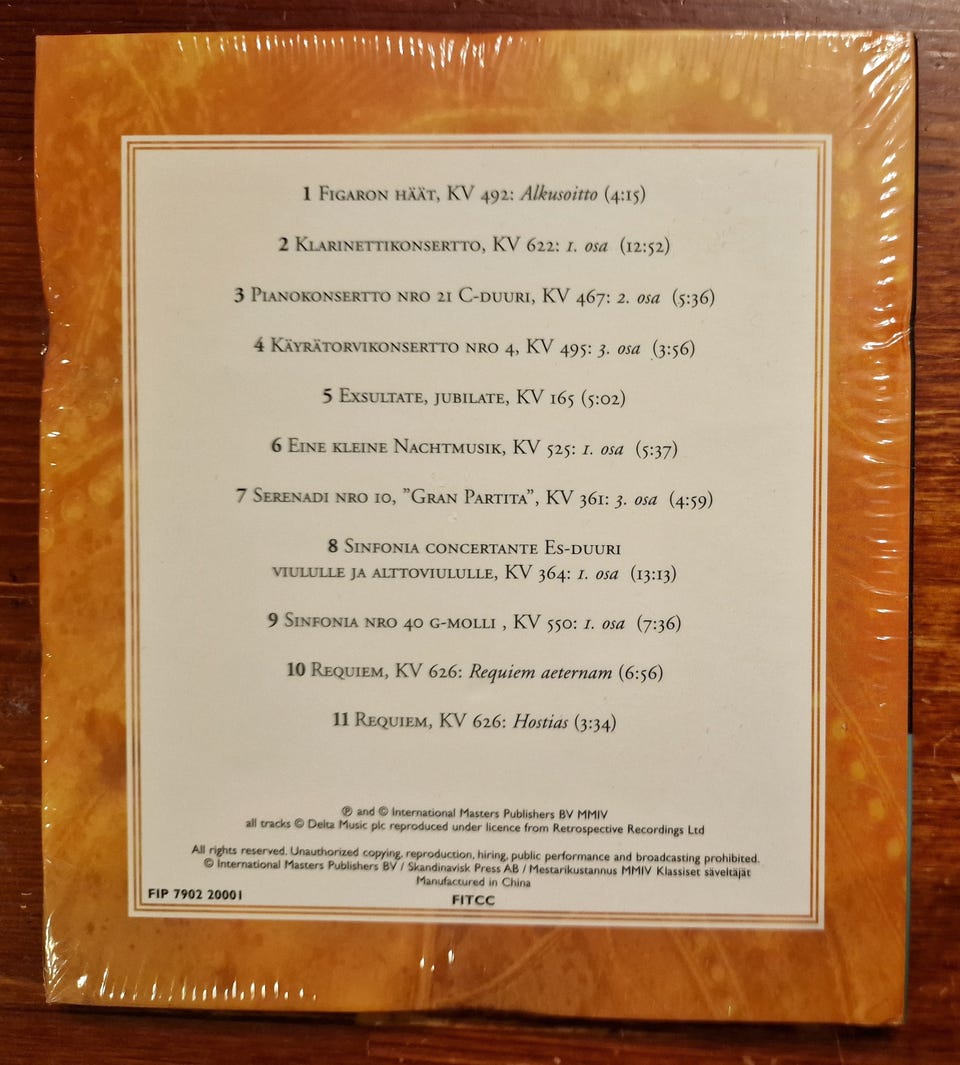 1 Figaron häät, KV 492: Alkusoitto (4:15)
2 Klarinettikonsertto, KV 622: 1. osa (12:52)
3 Pianokonsertto nro 21 C-duuri, KV 467: 2. osa (5:36)
4 Käyrätorvikonsertto nro 4, KV 495: 3. osa (3:56)
5 Exsultate, jubilate, KV 165 (5:02)
6 Eine kleine Nachtmusik, KV 525: 1. osa (5:37)
7 Serenadi nro 10, ”Gran Partita”, KV 361: 3. osa (4:59)
8 Sinfonia concertante Es-duuri
viululle ja alttoviululle, KV 364: 1. osa (13:13)
9 Sinfonia nro 40 g-molli , KV 550: 1. osa (7:36)
10 Requiem, KV 626: Requiem aeternam (6:56)
11 Requiem, KV 626: Hostias (3:34)
℗ and © International Masters Publishers BV MMIV
all tracks © Delta Music plc reproduced under licence from Retrospective Recordings Ltd
All rights reserved. Unauthorized copying, reproduction, hiring, public performance and broadcasting prohibited.
© International Masters Publishers BV / Skandinavisk Press AB / Mestarikustannus MMIV Klassiset säveltäjät
Manufactured in China
FIP 7902 20001
FITCC